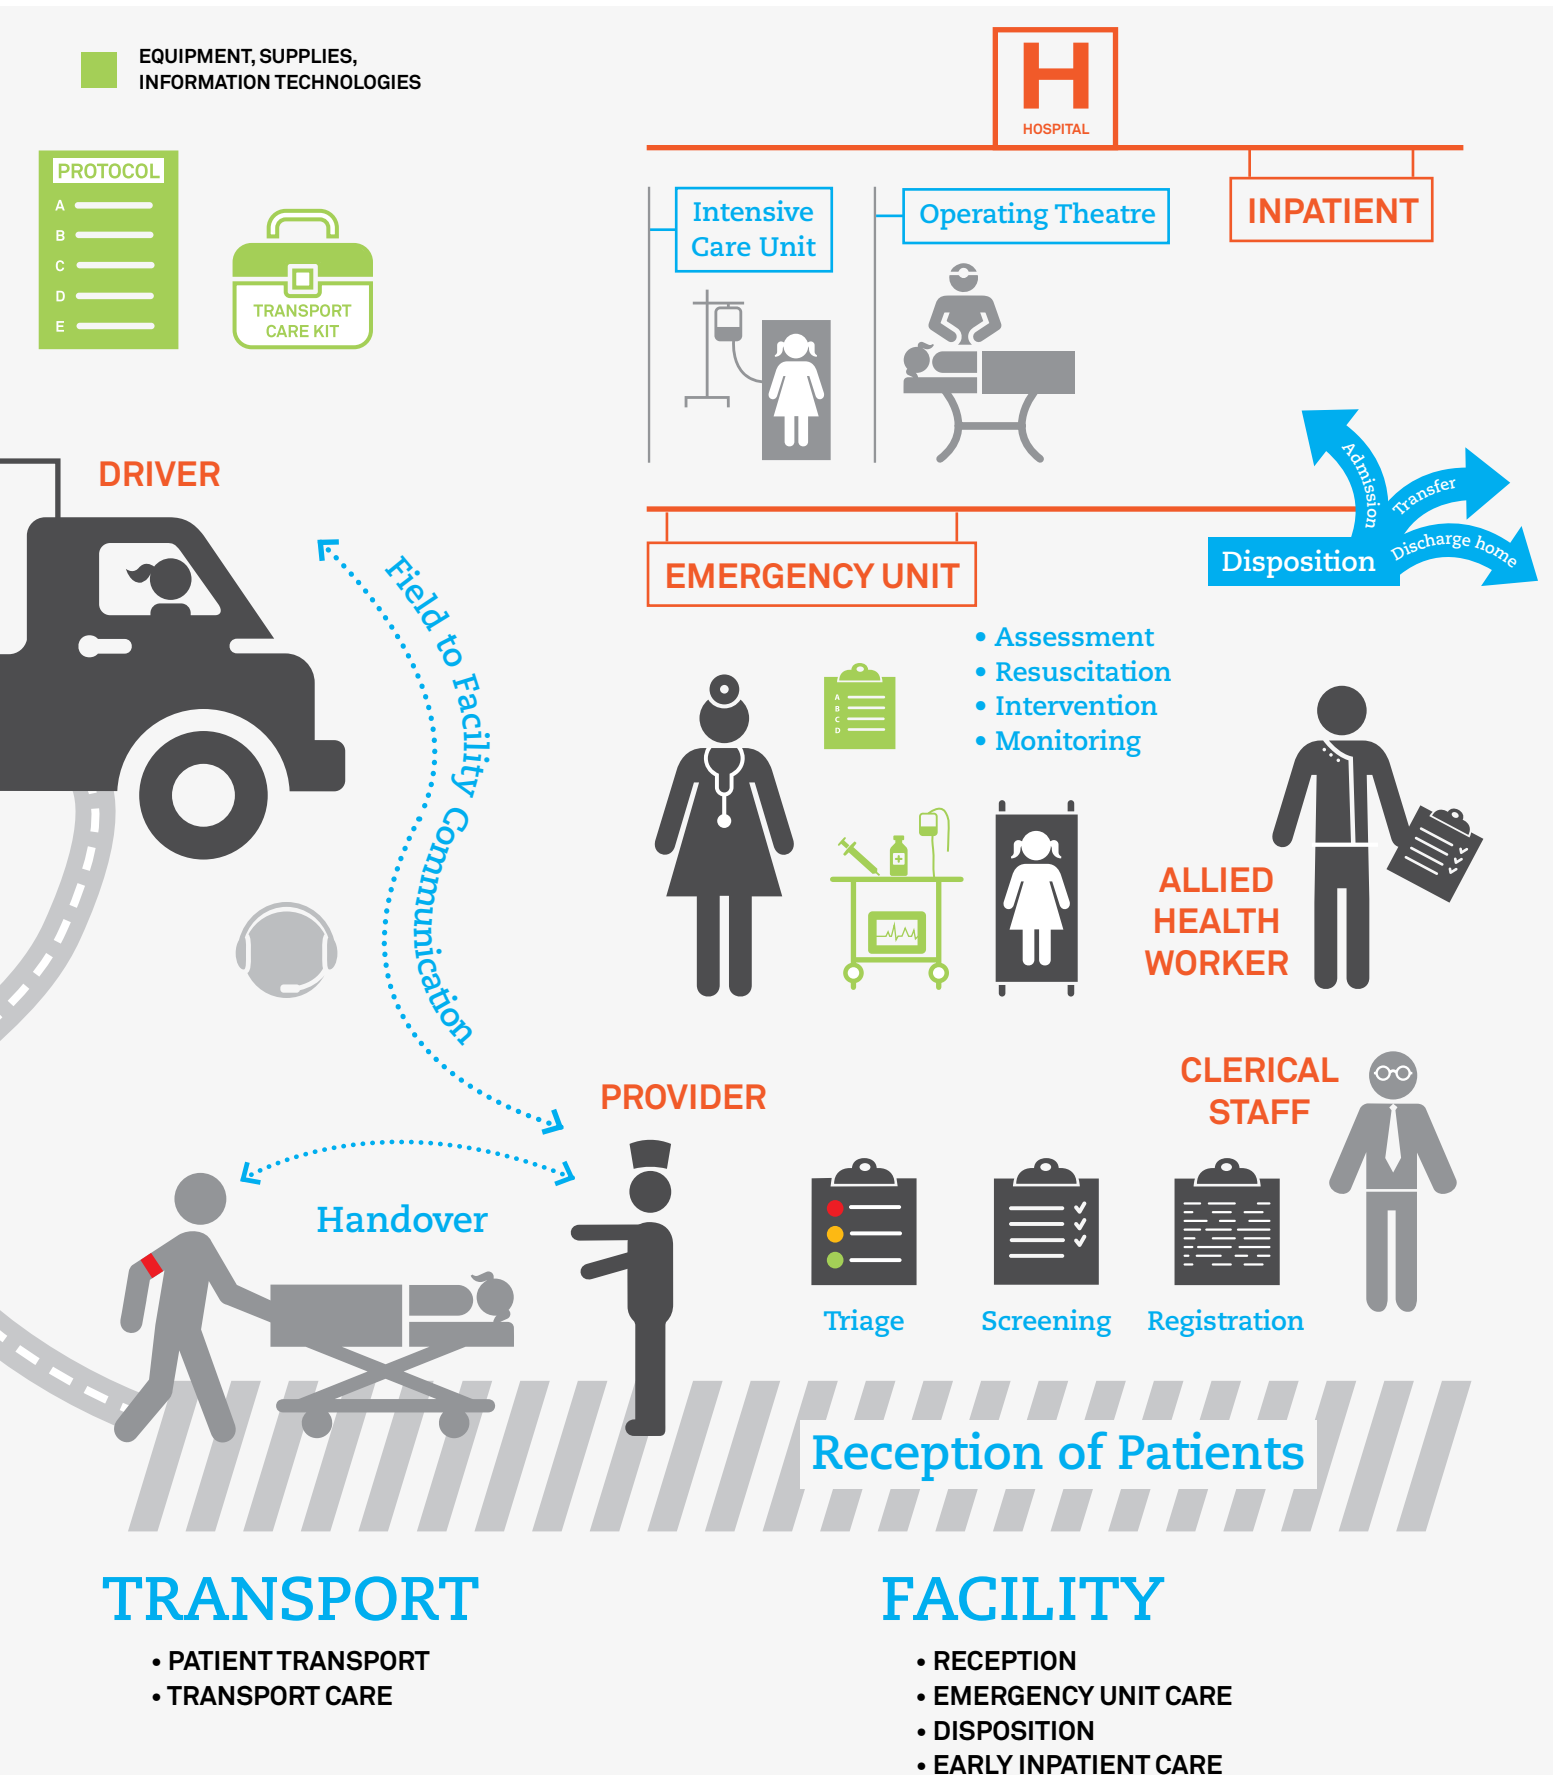 EQUIPMENT, SUPPLIES,
INFORMATION TECHNOLOGIES
PROTOCOL
A
B
C
D
E
TRANSPORT
CARE KIT
H
HOSPITAL
Intensive
Care Unit
Operating Theatre
INPATIENT
DRIVER
Field to Facility Communication
Admission
Transfer
Discharge home
Disposition
EMERGENCY UNIT
• Assessment
• Resuscitation
• Intervention
• Monitoring
A
B
C
D
ALLIED
HEALTH
WORKER
PROVIDER
CLERICAL
STAFF
Handover
Triage
Screening
Registration
Reception of Patients
TRANSPORT
• PATIENT TRANSPORT
• TRANSPORT CARE
FACILITY
• RECEPTION
• EMERGENCY UNIT CARE
• DISPOSITION
• EARLY INPATIENT CARE